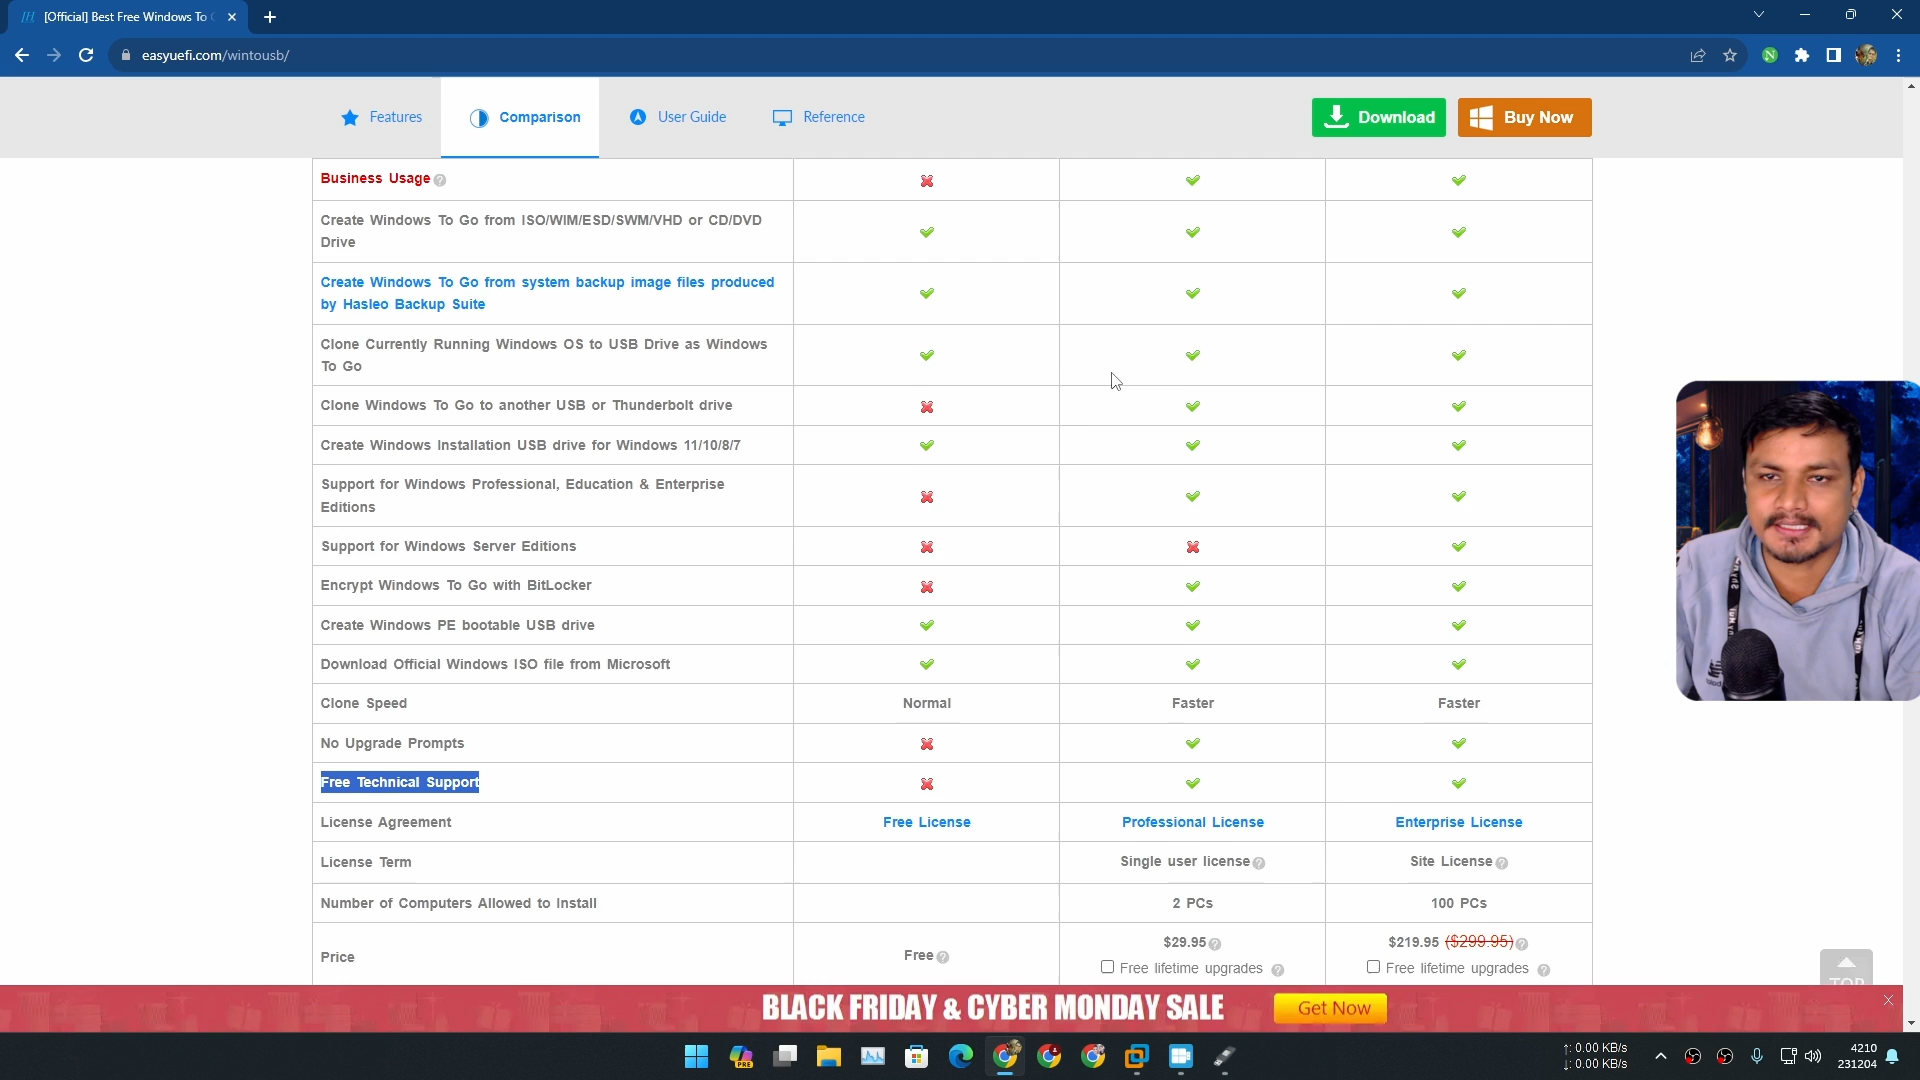 [Official] Best Free Windows To
easyuefi.com/wintousb/
Features
Comparison
User Guide
Reference
Download
Buy Now
Business Usage
Create Windows To Go from ISO/WIM/ESD/SWM/VHD or CD/DVD
Drive
Create Windows To Go from system backup image files produced
by Hasleo Backup Suite
Clone Currently Running Windows OS to USB Drive as Windows
To Go
Clone Windows To Go to another USB or Thunderbolt drive
Create Windows Installation USB drive for Windows 11/10/8/7
Support for Windows Professional, Education & Enterprise
Editions
Support for Windows Server Editions
Encrypt Windows To Go with BitLocker
Create Windows PE bootable USB drive
Download Official Windows ISO file from Microsoft
Clone Speed Normal Faster Faster
No Upgrade Prompts
Free Technical Support
License Agreement Free License Professional License Enterprise License
License Term Single user license Site License
Number of Computers Allowed to Install 2 PCs 100 PCs
Price Free $29.95 $219.95 ($299.95)
Free lifetime upgrades Free lifetime upgrades
TOP
BLACK FRIDAY & CYBER MONDAY SALE
Get Now
PRE
↑: 0.00 KB/s
↓: 0.00 KB/s
4210
231204